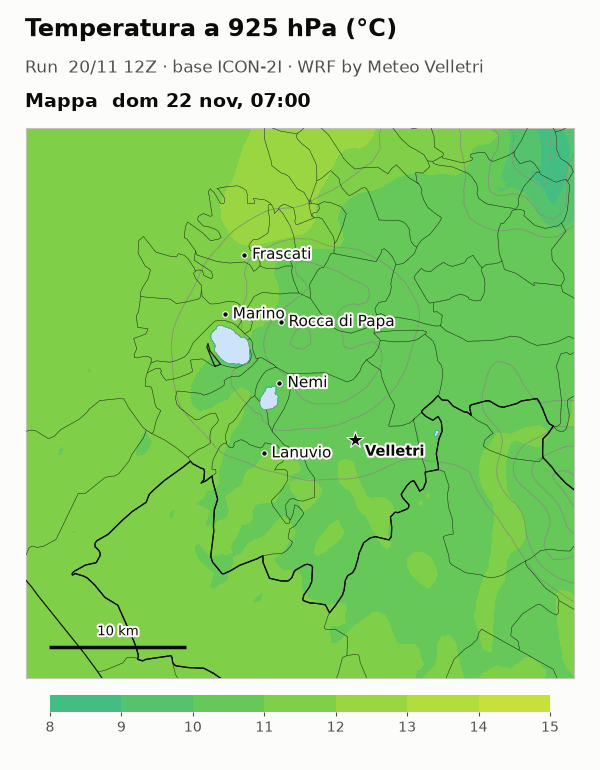 Temperatura a 925 hPa (°C)
Run  20/11 12Z · base ICON-2I · WRF by Meteo Velletri
Mappa  dom 22 nov, 07:00
Frascati
Marino
Rocca di Papa
Nemi
Velletri
Lanuvio
10 km
8 9 10 11 12 13 14 15